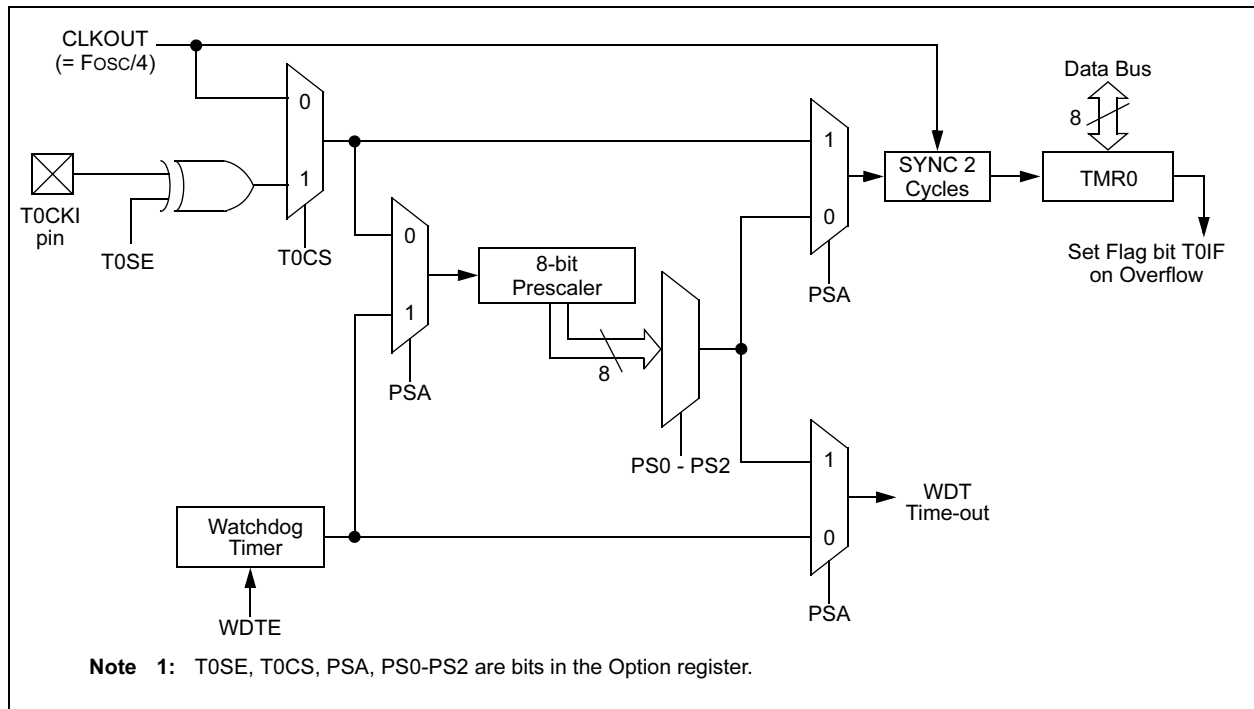 CLKOUT
(= FOSC/4)
0
1
T0CKI
pin
T0SE
T0CS
0
1
PSA
8-bit
Prescaler
8
PS0 - PS2
1
0
PSA
SYNC 2
Cycles
Data Bus
8
TMR0
Set Flag bit T0IF
on Overflow
Watchdog
Timer
WDTE
1
0
PSA
WDT
Time-out
Note 1: T0SE, T0CS, PSA, PS0-PS2 are bits in the Option register.